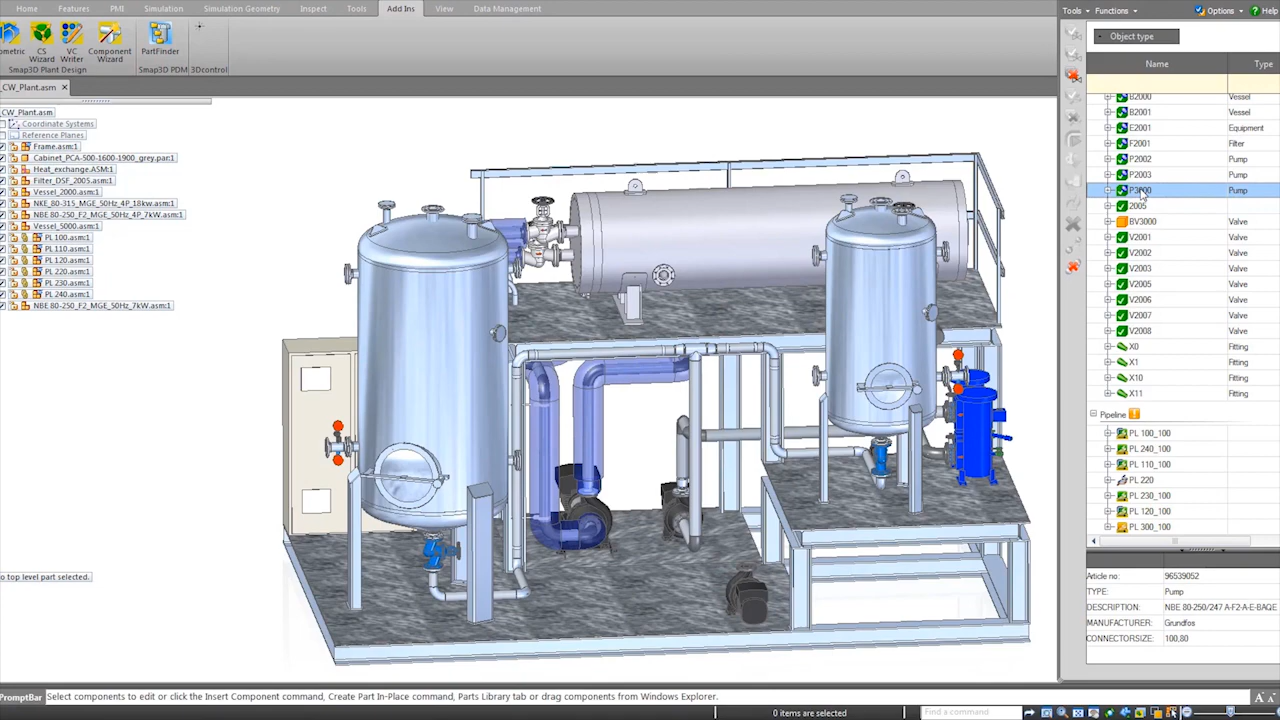 Home Features PMI Simulation Simulation Geometry Inspect Tools Add Ins View Data Management
CS Wizard
VC Writer
Component Wizard
PartFinder
Smap3D Plant Design Smap3D PDM 3Dcontrol
_CW_Plant.asm
CW_Plant.asm
Coordinate Systems
Reference Planes
Frame.asm:1
Cabinet_PCA-500-1600-1900_grey.par:1
Heat_exchange.ASM:1
Filter_DSF_2005.asm:1
Vessel_2000.asm:1
NKE_80-315_MGE_50Hz_4P_18kw.asm:1
NBE_80-250_F2_MGE_50Hz_4P_7kW.asm:1
Vessel_5000.asm:1
PL 100.asm:1
PL 110.asm:1
PL 120.asm:1
PL 220.asm:1
PL 230.asm:1
PL 240.asm:1
NBE 80-250_F2_MGE_50Hz_7kW.asm:1
o top level part selected.
Tools Functions Options Help
Object type
Name Type
B2000 Vessel
B2001 Vessel
E2001 Equipment
F2001 Filter
P2002 Pump
P2003 Pump
P3000 Pump
2005
BV3000 Valve
V2001 Valve
V2002 Valve
V2003 Valve
V2005 Valve
V2006 Valve
V2007 Valve
V2008 Valve
X0 Fitting
X1 Fitting
X10 Fitting
X11 Fitting
Pipeline
PL 100_100
PL 240_100
PL 110_100
PL 220
PL 230_100
PL 120_100
PL 300_100
Article no: 96539052
TYPE: Pump
DESCRIPTION: NBE 80-250/247 A-F2-A-E-BAQE
MANUFACTURER: Grundfos
CONNECTORSIZE: 100,80
PromptBar Select components to edit or click the Insert Component command, Create Part In-Place command, Parts Library tab or drag components from Windows Explorer.
0 items are selected Find a command